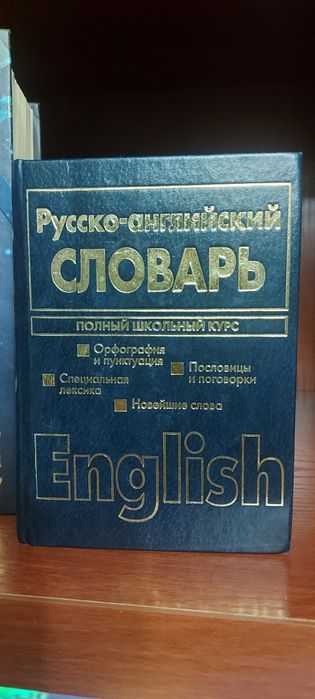 Русско-английский
СЛОВАРЬ
ПОЛНЫЙ ШКОЛЬНЫЙ КУРС
Орфография
и пунктуация
Пословицы
и поговорки
Специальная
лексика
Новейшие слова
English